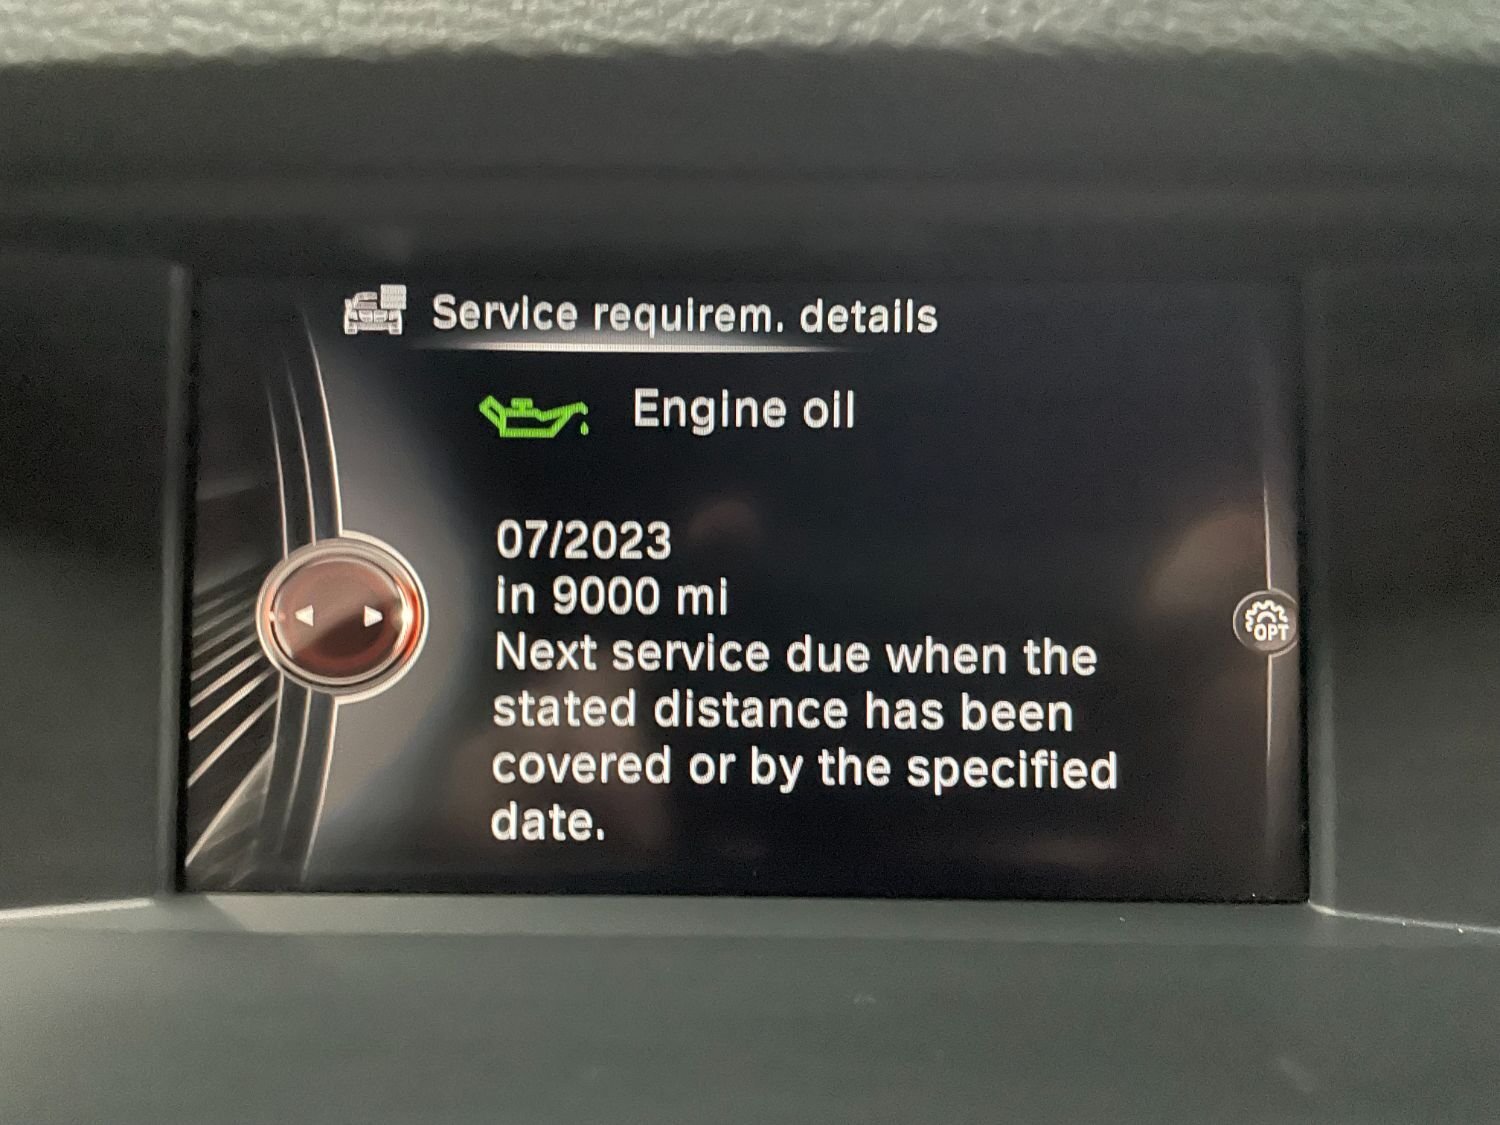 Service requirem. details
Engine oil
07/2023
in 9000 mi
Next service due when the
stated distance has been
covered or by the specified
date.
OPT